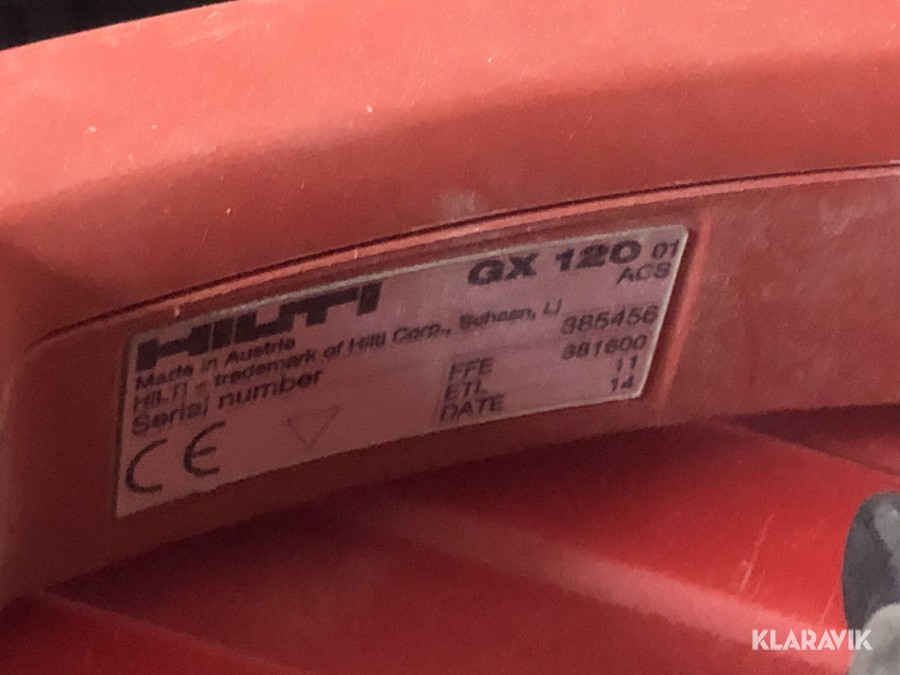 HILTI GX 120 01
ACS
Made in Austria
HILTI = trademark of Hilti Corp., Schaan, LI
Serial number 385456
FFE 381600
ETL 11
DATE 14
CE
KLARAVIK